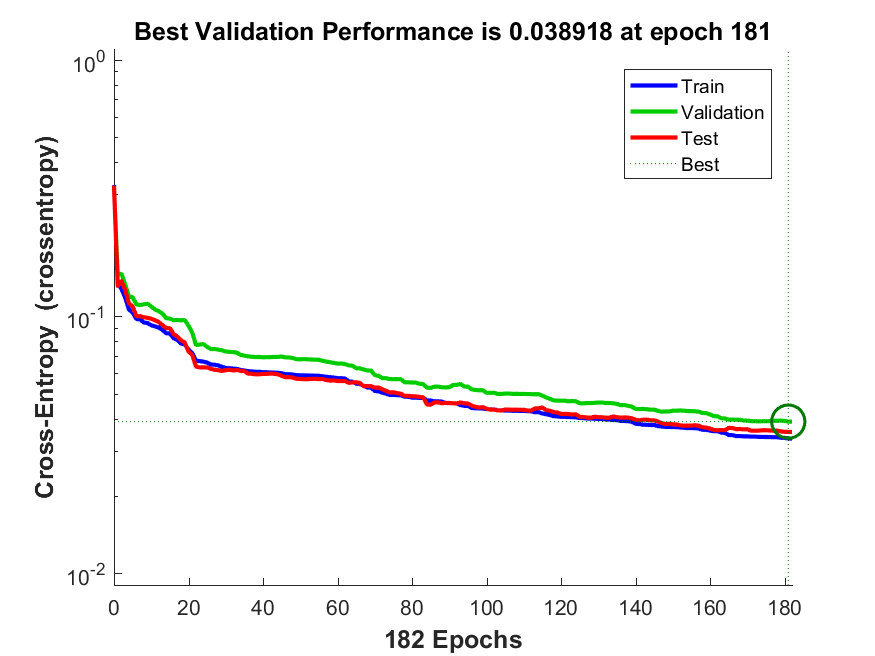 Best Validation Performance is 0.038918 at epoch 181
Cross-Entropy  (crossentropy)
10^0
10^-1
10^-2
Train
Validation
Test
Best
0 20 40 60 80 100 120 140 160 180
182 Epochs